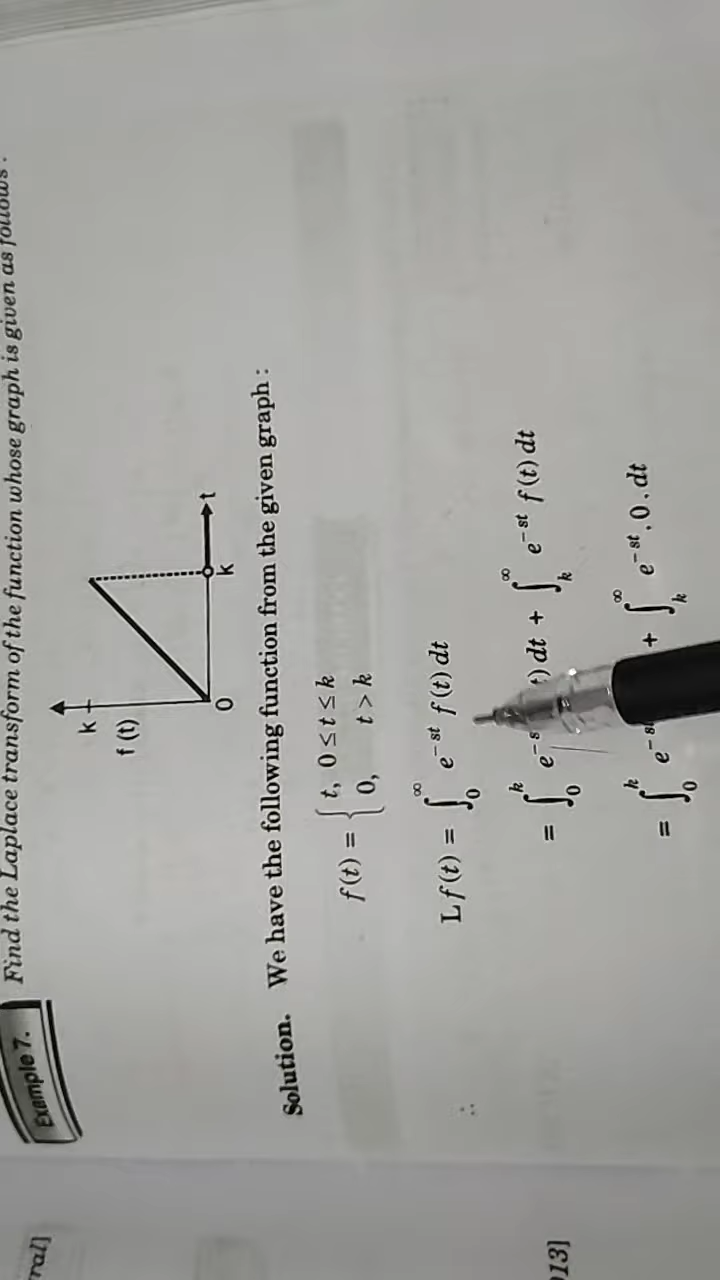 Example 7. Find the Laplace transform of the function whose graph is given as follows :
k
f (t)
0 k t
Solution. We have the following function from the given graph :
f (t) = { t, 0 ≤ t ≤ k
0, t > k
∴ L f (t) = ∫₀^∞ e^{-st} f (t) dt
= ∫₀^k e^{-s t) dt + ∫ₖ^∞ e^{-st} f (t) dt
= ∫₀^k e^{-s + ∫ₖ^∞ e^{-st} . 0 . dt
ral]
13]